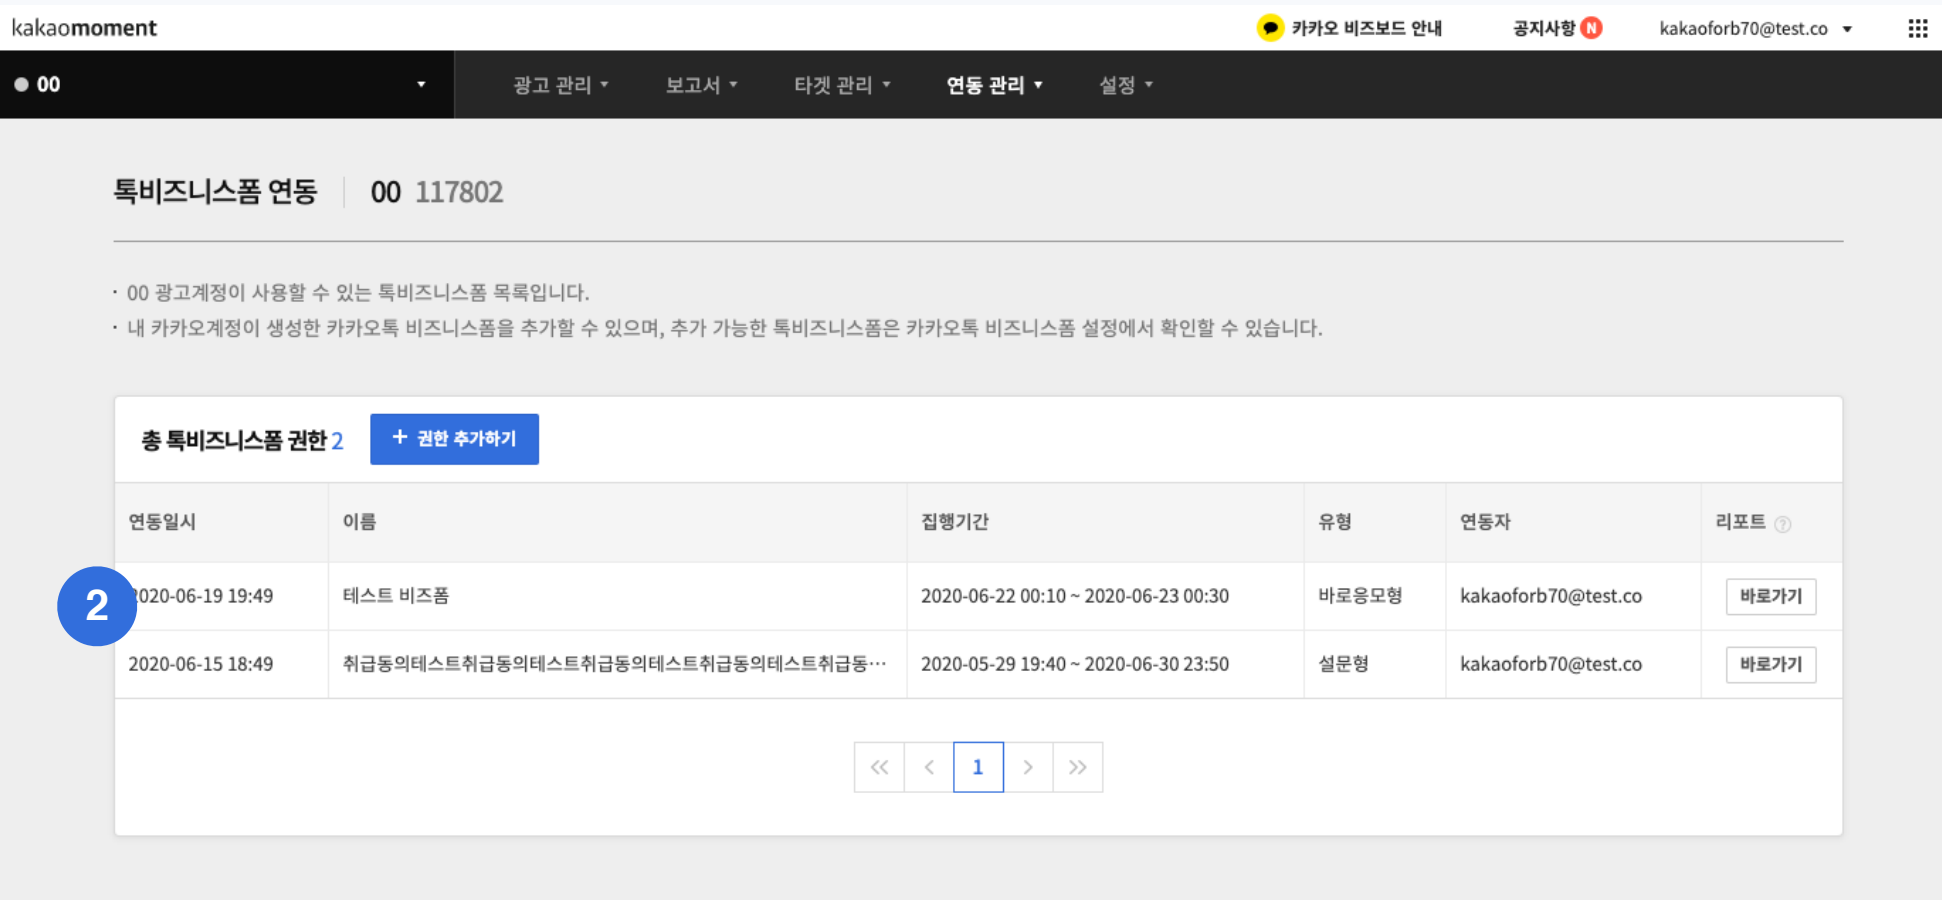 kakaomoment
카카오 비즈보드 안내 공지사항 N kakaoforb70@test.co
00 광고 관리 보고서 타겟 관리 연동 관리 설정
톡비즈니스폼 연동 00 117802
· 00 광고계정이 사용할 수 있는 톡비즈니스폼 목록입니다.
· 내 카카오계정이 생성한 카카오톡 비즈니스폼을 추가할 수 있으며, 추가 가능한 톡비즈니스폼은 카카오톡 비즈니스폼 설정에서 확인할 수 있습니다.
총 톡비즈니스폼 권한 2 + 권한 추가하기
연동일시 이름 집행기간 유형 연동자 리포트 ?
2
2020-06-19 19:49 테스트 비즈폼 2020-06-22 00:10 ~ 2020-06-23 00:30 바로응모형 kakaoforb70@test.co 바로가기
2020-06-15 18:49 취급동의테스트취급동의테스트취급동의테스트취급동의테스트취급동… 2020-05-29 19:40 ~ 2020-06-30 23:50 설문형 kakaoforb70@test.co 바로가기
1